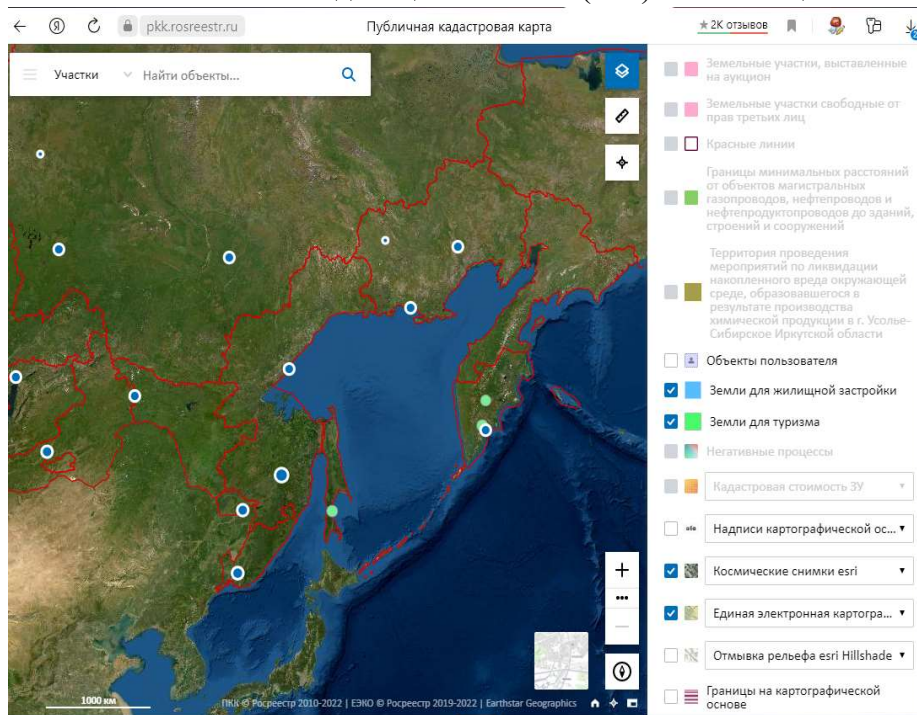 pkk.rosreestr.ru
Публичная кадастровая карта
★ 2К отзывов
Участки
Найти объекты...
Земельные участки, выставленные
на аукцион
Земельные участки свободные от
прав третьих лиц
Красные линии
Границы минимальных расстояний
от объектов магистральных
газопроводов, нефтепроводов и
нефтепродуктопроводов до зданий,
строений и сооружений
Территория проведения
мероприятий по ликвидации
накопленного вреда окружающей
среде, образовавшегося в
результате производства
химической продукции в г. Усолье-
Сибирское Иркутской области
Объекты пользователя
Земли для жилищной застройки
Земли для туризма
Негативные процессы
Кадастровая стоимость ЗУ
Надписи картографической ос...
Космические снимки esri
Единая электронная картогра...
Отмывка рельефа esri Hillshade
Границы на картографической
основе
1000 км
ПКК © Росреестр 2010-2022 | ЕЭКО © Росреестр 2019-2022 | Earthstar Geographics